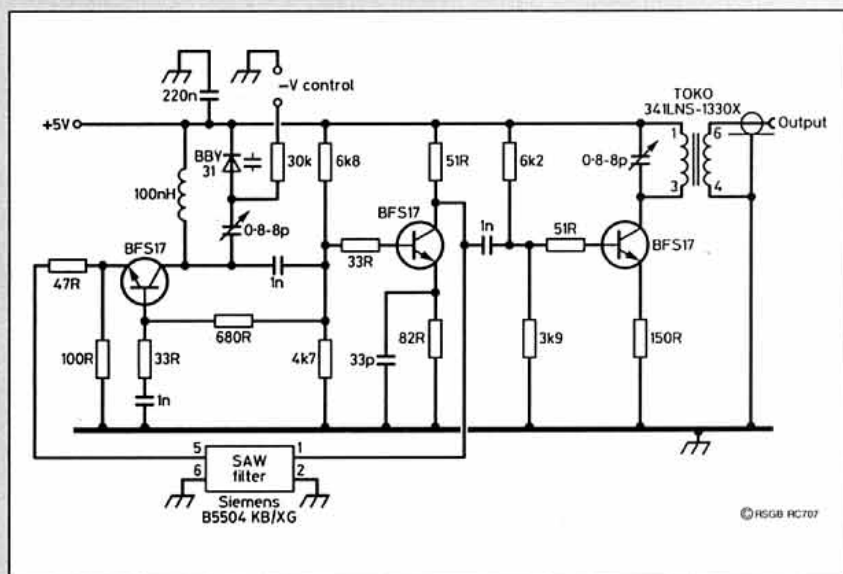 220n
-V control
TOKO
341LNS-1330X
+5V
Output
BBY
31
30k
6k8
51R
6k2
0·8-8p
1
6
3
4
100nH
0·8-8p
BFS17
BFS17
BFS17
1n
33R
1n
51R
47R
680R
100R
33R
4k7
33p
82R
3k9
150R
1n
5
1
SAW
filter
6
2
Siemens
B5504 KB/XG
© RSGB RC707